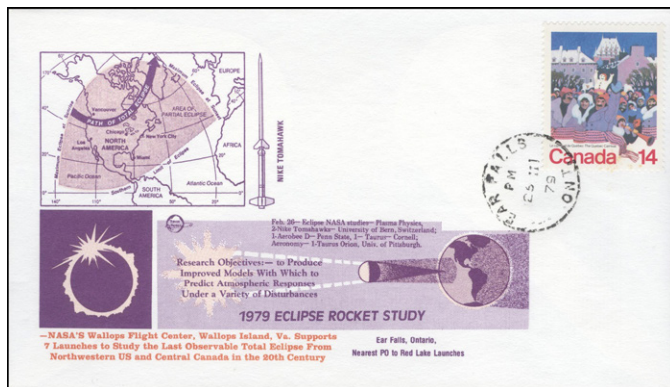 EUROPE
PATH OF TOTAL ECLIPSE
AREA OF
PARTIAL ECLIPSE
Vancouver
Chicago
New York City
Los
Angeles
NORTH
AMERICA
Miami
AFRICA
Pacific Ocean
Atlantic Ocean
SOUTH
AMERICA
NIKE TOMAHAWK
Canada 14
EAR FALLS ONT
PM
79
Feb. 26— Eclipse NASA studies— Plasma Physics,
2-Nike Tomahawks— University of Bern, Switzerland;
1-Aerobee D— Penn State, 1— Taurus— Cornell;
Aeronomy— 1-Taurus Orion, Univ. of Pittsburgh.
Research Objectives:— to Produce
Improved Models With Which to
Predict Atmospheric Responses
Under a Variety of Disturbances
1979 ECLIPSE ROCKET STUDY
—NASA'S Wallops Flight Center, Wallops Island, Va. Supports
7 Launches to Study the Last Observable Total Eclipse From
Northwestern US and Central Canada in the 20th Century
Ear Falls, Ontario,
Nearest PO to Red Lake Launches